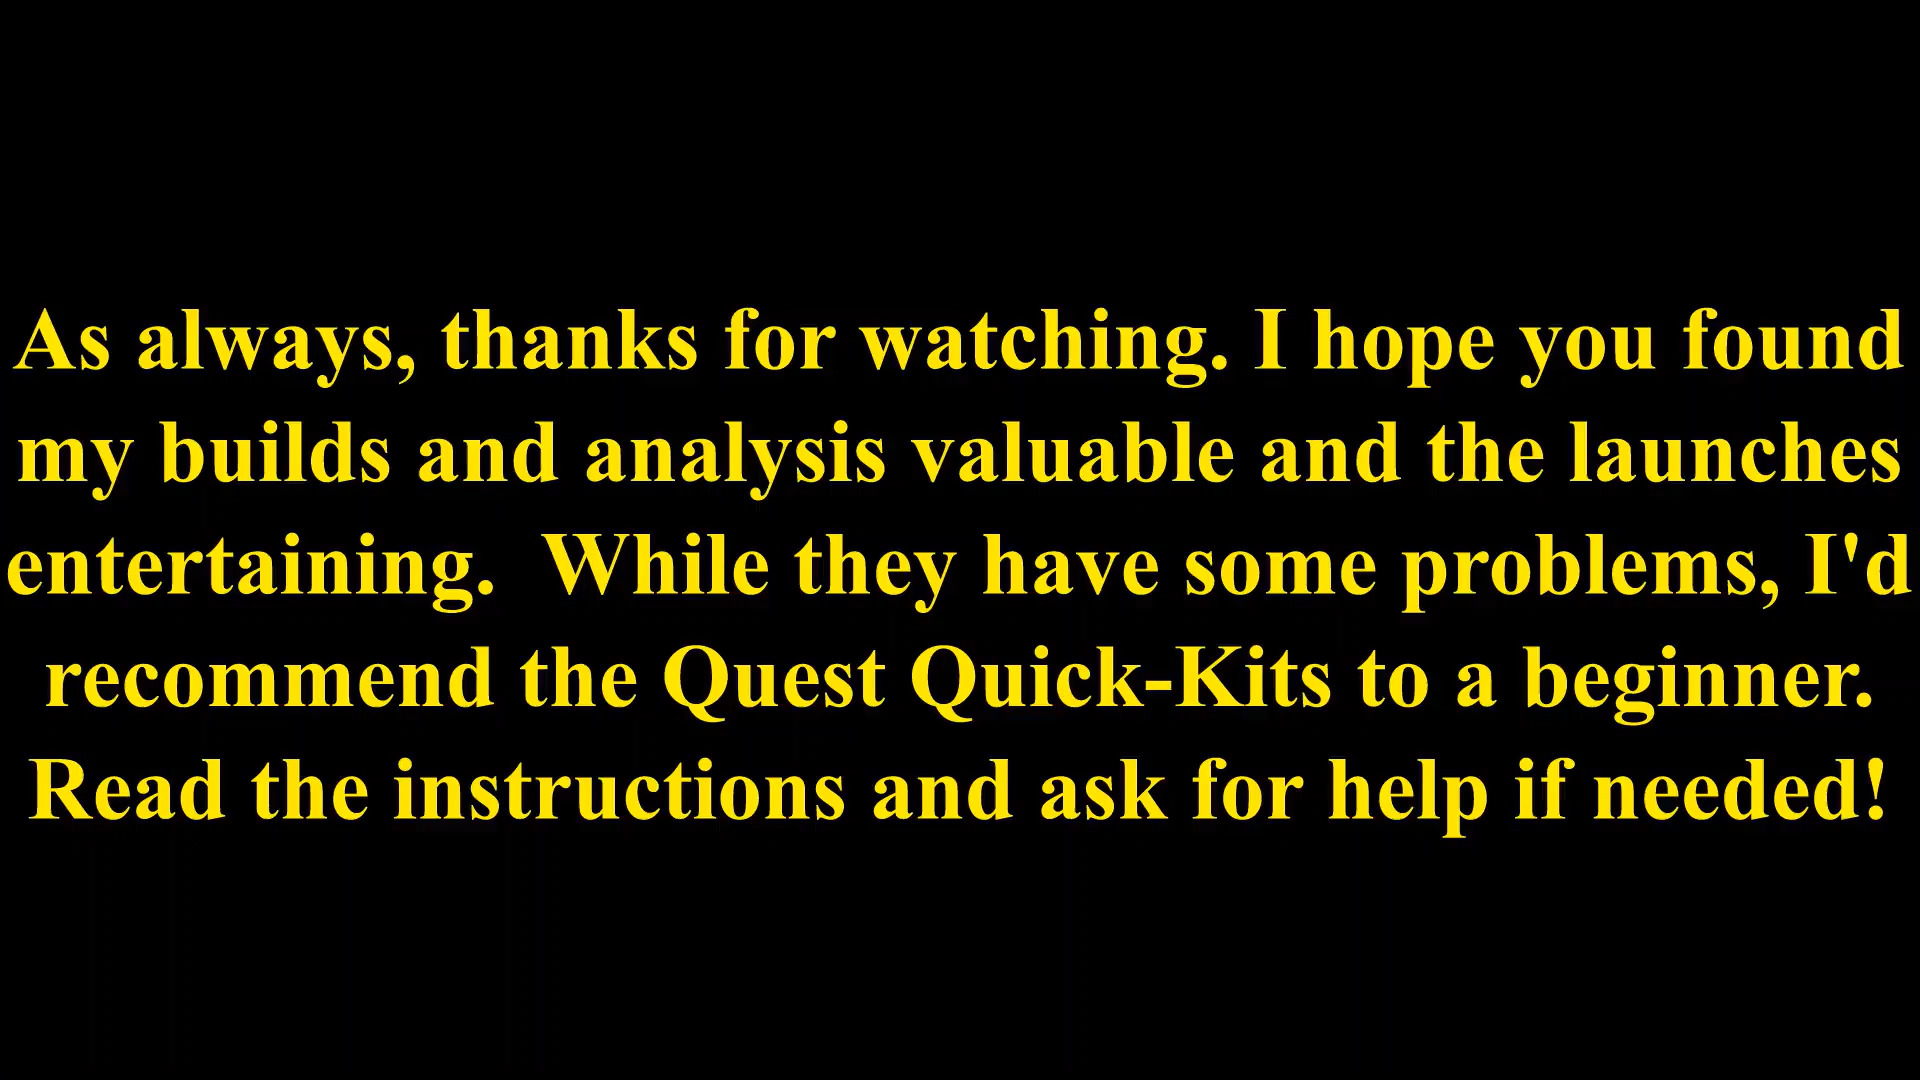 As always, thanks for watching. I hope you found
my builds and analysis valuable and the launches
entertaining.  While they have some problems, I'd
recommend the Quest Quick-Kits to a beginner.
Read the instructions and ask for help if needed!